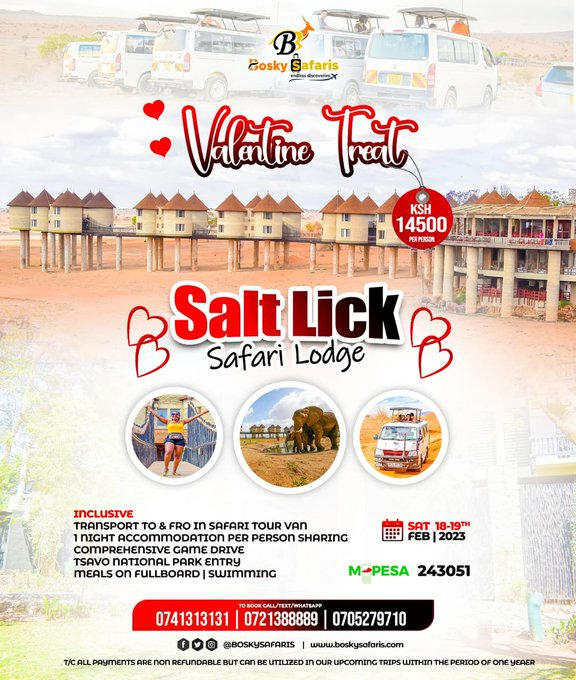 B
Bosky Safaris
endless discoveries
Valentine Treat
KSH
14500
PER PERSON
Salt Lick
Safari Lodge
INCLUSIVE
TRANSPORT TO & FRO IN SAFARI TOUR VAN
1 NIGHT ACCOMMODATION PER PERSON SHARING
COMPREHENSIVE GAME DRIVE
TSAVO NATIONAL PARK ENTRY
MEALS ON FULLBOARD | SWIMMING
SAT 18-19TH
FEB | 2023
M-PESA 243051
TO BOOK CALL/TEXT/WHATSAPP
0741313131 | 0721388889 | 0705279710
@BOSKYSAFARIS | www.boskysafaris.com
T/C ALL PAYMENTS ARE NON REFUNDABLE BUT CAN BE UTILIZED IN OUR UPCOMING TRIPS WITHIN THE PERIOD OF ONE YEAER